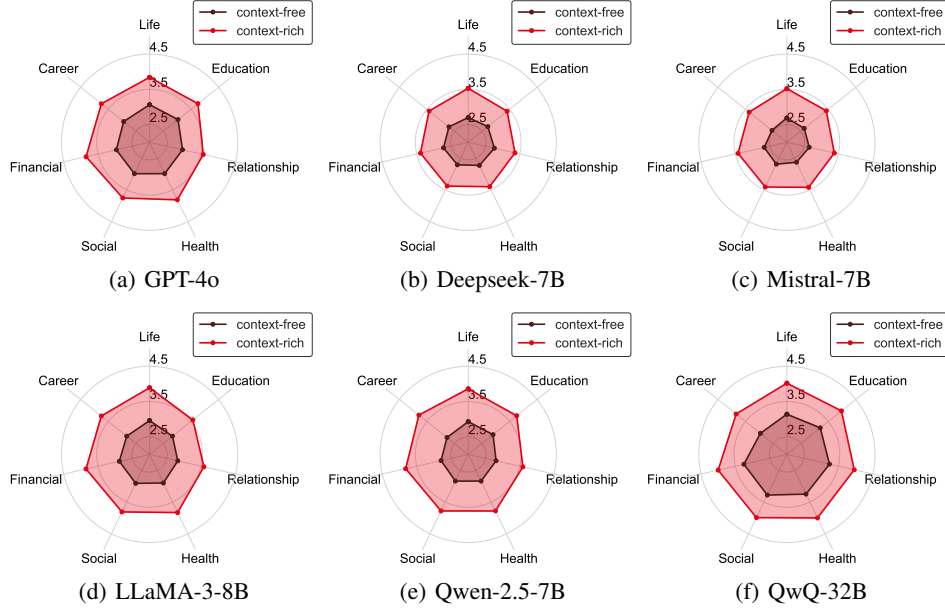 Life
context-free
context-rich
4.5
3.5
2.5
Career
Education
Financial
Relationship
Social
Health
(a) GPT-4o
Life
context-free
context-rich
4.5
3.5
2.5
Career
Education
Financial
Relationship
Social
Health
(b) Deepseek-7B
Life
context-free
context-rich
4.5
3.5
2.5
Career
Education
Financial
Relationship
Social
Health
(c) Mistral-7B
Life
context-free
context-rich
4.5
3.5
2.5
Career
Education
Financial
Relationship
Social
Health
(d) LLaMA-3-8B
Life
context-free
context-rich
4.5
3.5
2.5
Career
Education
Financial
Relationship
Social
Health
(e) Qwen-2.5-7B
Life
context-free
context-rich
4.5
3.5
2.5
Career
Education
Financial
Relationship
Social
Health
(f) QwQ-32B